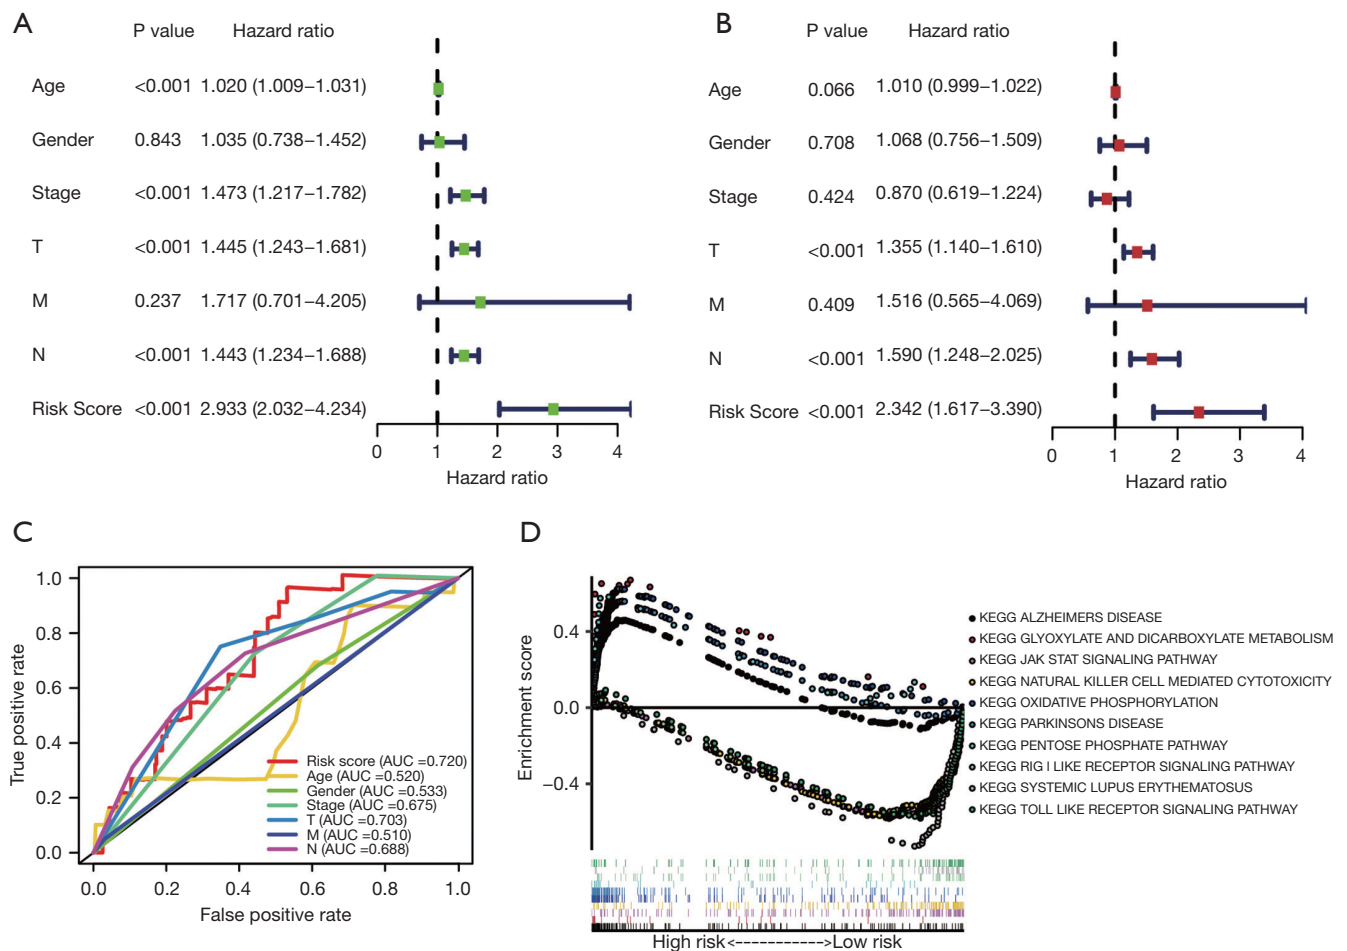 A
P value Hazard ratio
Age <0.001 1.020 (1.009–1.031)
Gender 0.843 1.035 (0.738–1.452)
Stage <0.001 1.473 (1.217–1.782)
T <0.001 1.445 (1.243–1.681)
M 0.237 1.717 (0.701–4.205)
N <0.001 1.443 (1.234–1.688)
Risk Score <0.001 2.933 (2.032–4.234)
0 1 2 3 4
Hazard ratio
B
P value Hazard ratio
Age 0.066 1.010 (0.999–1.022)
Gender 0.708 1.068 (0.756–1.509)
Stage 0.424 0.870 (0.619–1.224)
T <0.001 1.355 (1.140–1.610)
M 0.409 1.516 (0.565–4.069)
N <0.001 1.590 (1.248–2.025)
Risk Score <0.001 2.342 (1.617–3.390)
0 1 2 3 4
Hazard ratio
C
True positive rate
1.0
0.8
0.6
0.4
0.2
0.0
Risk score (AUC =0.720)
Age (AUC =0.520)
Gender (AUC =0.533)
Stage (AUC =0.675)
T (AUC =0.703)
M (AUC =0.510)
N (AUC =0.688)
0.0 0.2 0.4 0.6 0.8 1.0
False positive rate
D
Enrichment score
0.4
0.0
−0.4
KEGG ALZHEIMERS DISEASE
KEGG GLYOXYLATE AND DICARBOXYLATE METABOLISM
KEGG JAK STAT SIGNALING PATHWAY
KEGG NATURAL KILLER CELL MEDIATED CYTOTOXICITY
KEGG OXIDATIVE PHOSPHORYLATION
KEGG PARKINSONS DISEASE
KEGG PENTOSE PHOSPHATE PATHWAY
KEGG RIG I LIKE RECEPTOR SIGNALING PATHWAY
KEGG SYSTEMIC LUPUS ERYTHEMATOSUS
KEGG TOLL LIKE RECEPTOR SIGNALING PATHWAY
High risk<------------>Low risk